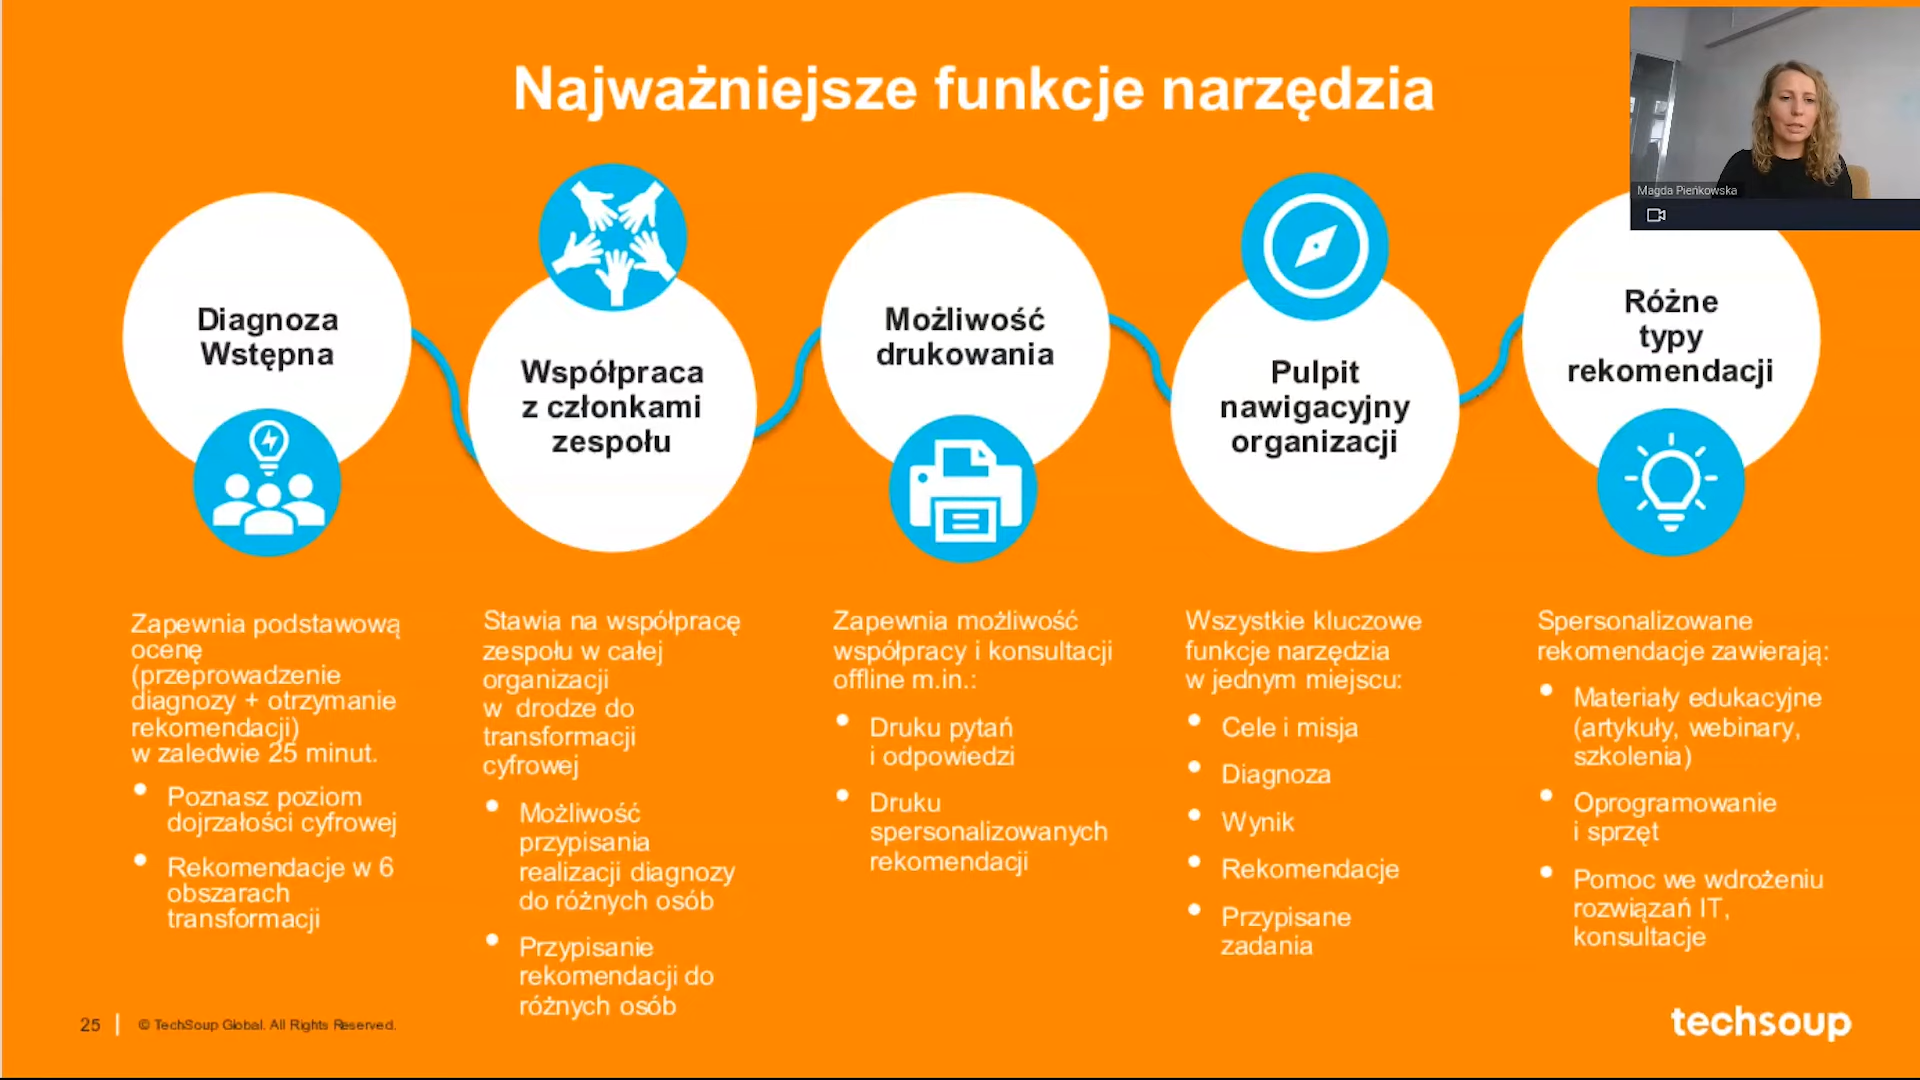 Najważniejsze funkcje narzędzia
Magda Pieńkowska
Diagnoza
Wstępna
Zapewnia podstawową
ocenę
(przeprowadzenie
diagnozy + otrzymanie
rekomendacji)
w zaledwie 25 minut.
Poznasz poziom
dojrzałości cyfrowej
Rekomendacje w 6
obszarach
transformacji
Współpraca
z członkami
zespołu
Stawia na współpracę
zespołu w całej
organizacji
w drodze do
transformacji
cyfrowej
Możliwość
przypisania
realizacji diagnozy
do różnych osób
Przypisanie
rekomendacji do
różnych osób
Możliwość
drukowania
Zapewnia możliwość
współpracy i konsultacji
offline m.in.:
Druku pytań
i odpowiedzi
Druku
spersonalizowanych
rekomendacji
Pulpit
nawigacyjny
organizacji
Wszystkie kluczowe
funkcje narzędzia
w jednym miejscu:
Cele i misja
Diagnoza
Wynik
Rekomendacje
Przypisane
zadania
Różne
typy
rekomendacji
Spersonalizowane
rekomendacje zawierają:
Materiały edukacyjne
(artykuły, webinary,
szkolenia)
Oprogramowanie
i sprzęt
Pomoc we wdrożeniu
rozwiązań IT,
konsultacje
25 | © TechSoup Global. All Rights Reserved.
techsoup